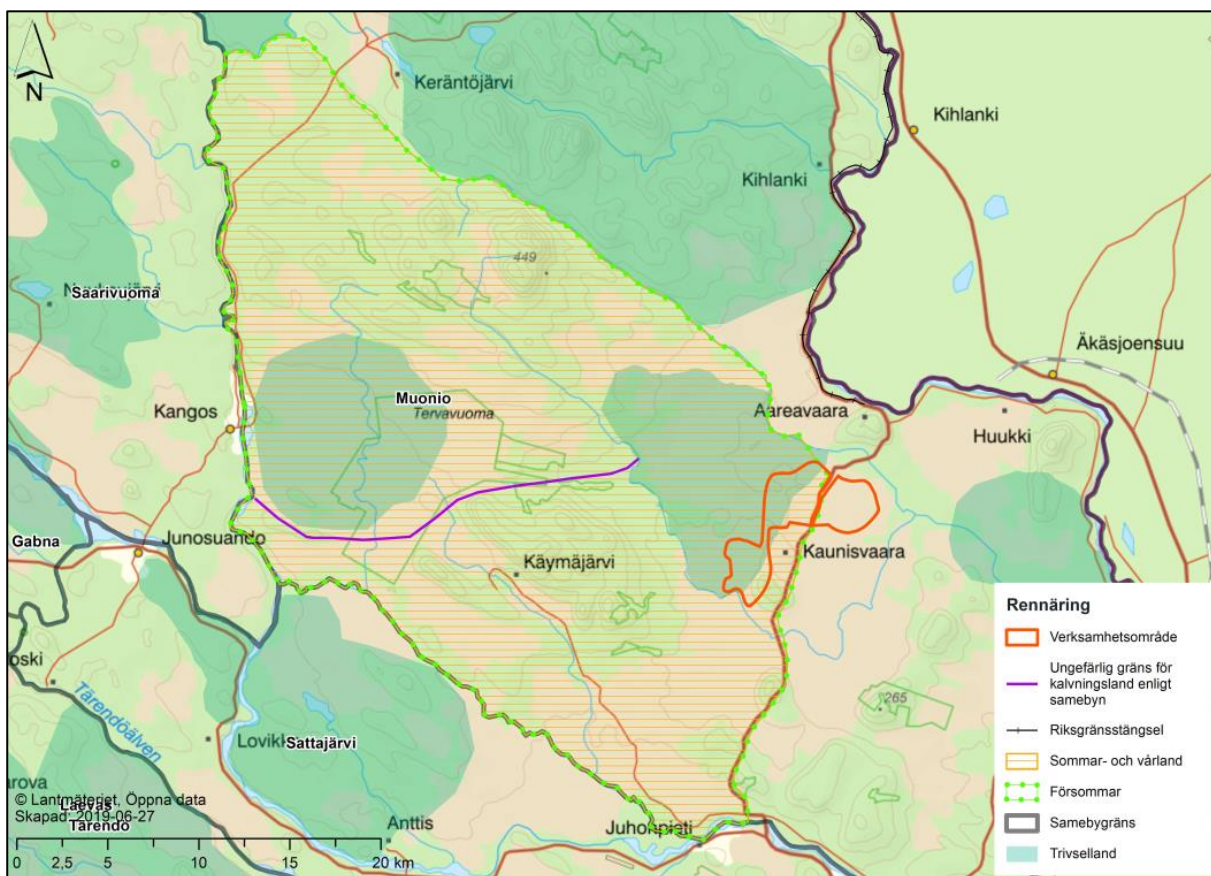 N
Keräntöjärvi
Kihlanki
Kihlanki
449
Saarivuoma
Äkäsjoensuu
Muonio
Tervavuoma
Kangos
Aareavaara
Huukki
Gabna
Junosuando
Kaunisvaara
Käymäjärvi
265
Tärendöälven
Sattajärvi
Juhonpieti
Anttis
© Lantmäteriet, Öppna data
Skapad: 2019-06-27
Laevas
Tärendö
0 2,5 5 10 15 20 km
Rennäring
Verksamhetsområde
Ungefärlig gräns för
kalvningsland enligt
samebyn
Riksgränsstängsel
Sommar- och vårland
Försommar
Samebygräns
Trivselland